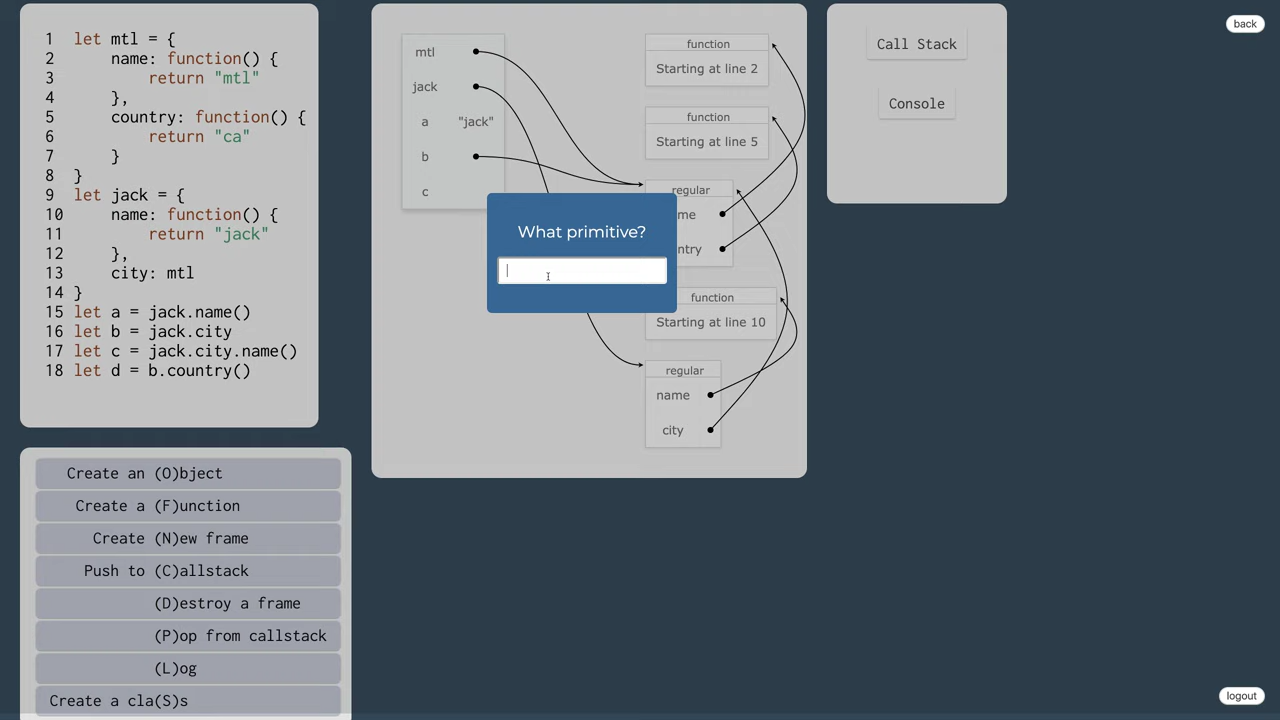 1 let mtl = {
2     name: function() {
3         return "mtl"
4     },
5     country: function() {
6         return "ca"
7     }
8 }
9 let jack = {
10     name: function() {
11         return "jack"
12     },
13     city: mtl
14 }
15 let a = jack.name()
16 let b = jack.city
17 let c = jack.city.name()
18 let d = b.country()
Create an (O)bject
Create a (F)unction
Create (N)ew frame
Push to (C)allstack
(D)estroy a frame
(P)op from callstack
(L)og
Create a cla(S)s
mtl
jack
a "jack"
b
c
function
Starting at line 2
function
Starting at line 5
regular
me
ntry
What primitive?
function
Starting at line 10
regular
name
city
Call Stack
Console
back
logout